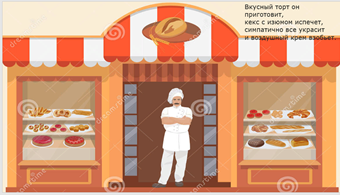 Вкусный торт он
приготовит,
кекс с изюмом испечет,
симпатично все украсит
и воздушный крем взобьет.